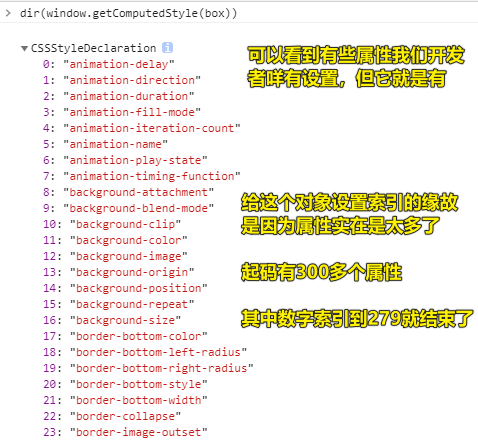 > dir(window.getComputedStyle(box))
▼CSSStyleDeclaration i
0: "animation-delay"
1: "animation-direction"
2: "animation-duration"
3: "animation-fill-mode"
4: "animation-iteration-count"
5: "animation-name"
6: "animation-play-state"
7: "animation-timing-function"
8: "background-attachment"
9: "background-blend-mode"
10: "background-clip"
11: "background-color"
12: "background-image"
13: "background-origin"
14: "background-position"
15: "background-repeat"
16: "background-size"
17: "border-bottom-color"
18: "border-bottom-left-radius"
19: "border-bottom-right-radius"
20: "border-bottom-style"
21: "border-bottom-width"
22: "border-collapse"
23: "border-image-outset"
可以看到有些属性我们开发
者咩有设置，但它就是有
给这个对象设置索引的缘故
是因为属性实在是太多了
起码有300多个属性
其中数字索引到279就结束了